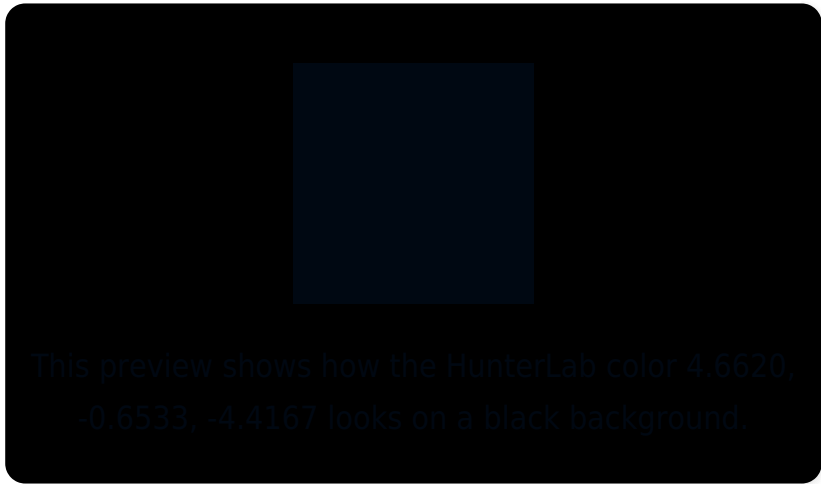 This preview shows how the HunterLab color 4.6620,
-0.6533, -4.4167 looks on a black background.